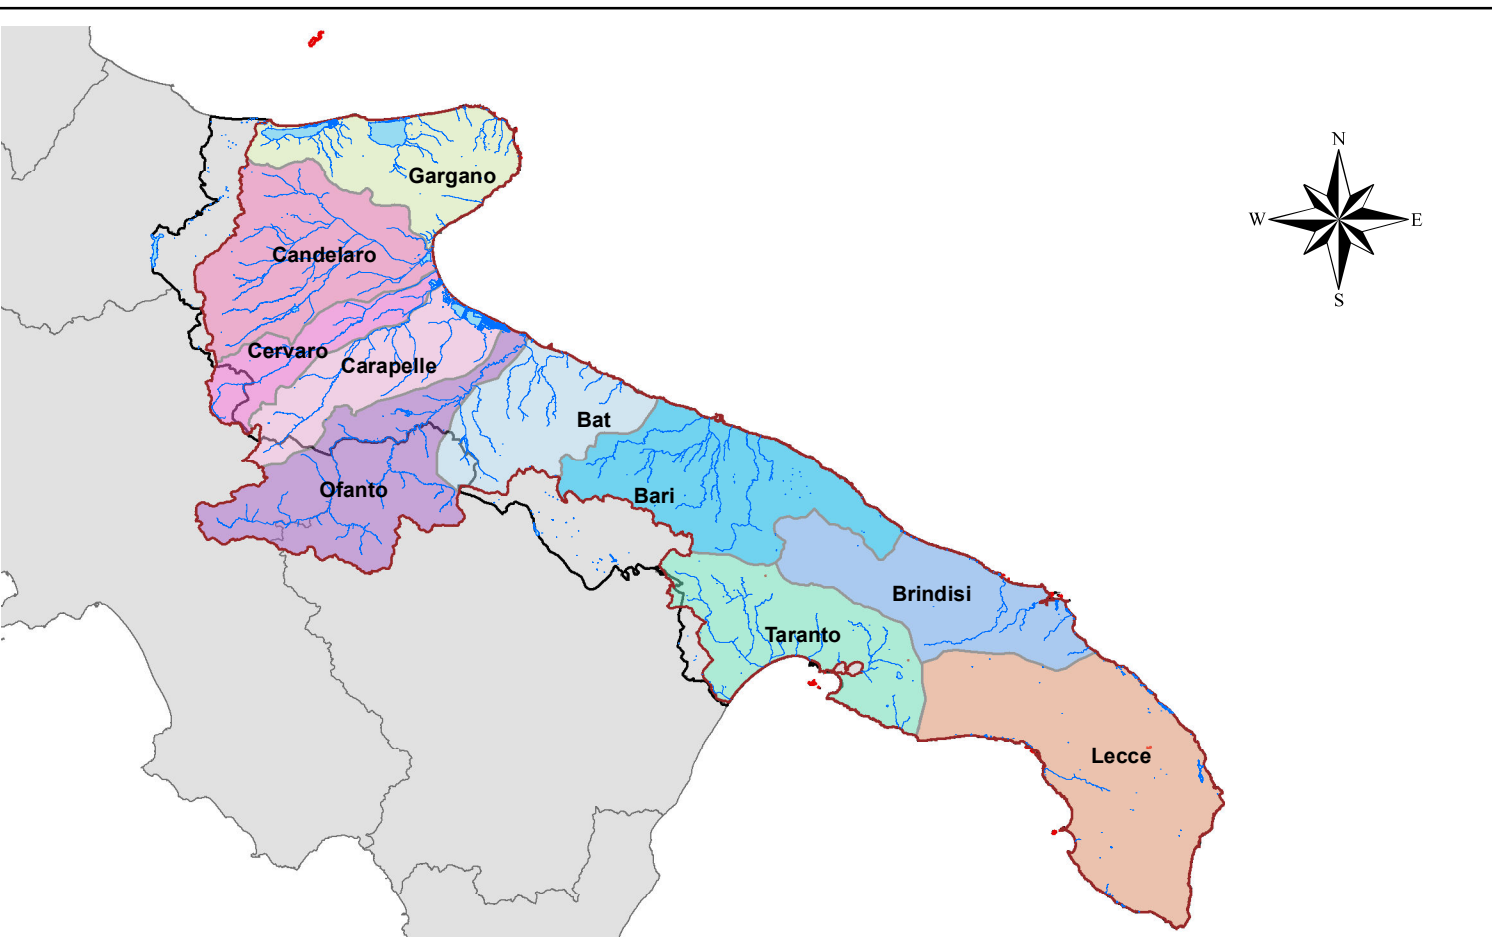 N
W
E
S
Gargano
Candelaro
Cervaro
Carapelle
Bat
Ofanto
Bari
Brindisi
Taranto
Lecce